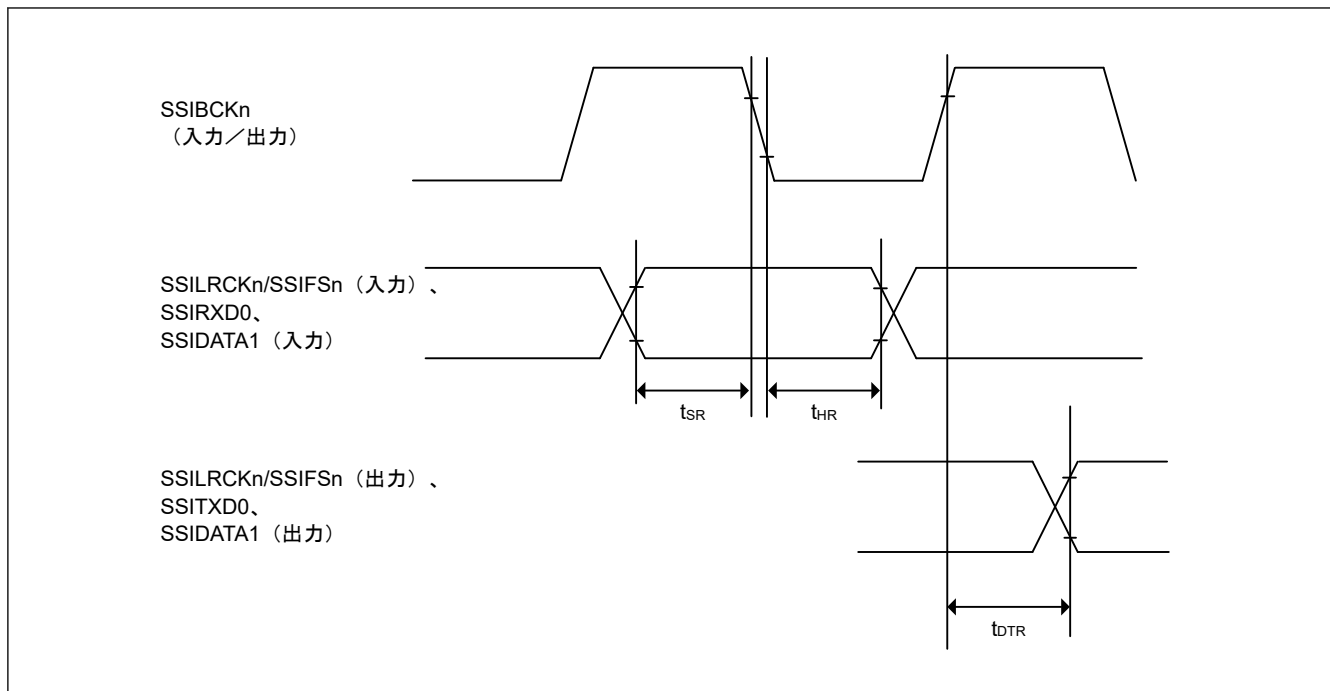 SSIBCKn
（入力／出力）
SSILRCKn/SSIFSn（入力）、
SSIRXD0、
SSIDATA1（入力）
tSR
tHR
SSILRCKn/SSIFSn（出力）、
SSITXD0、
SSIDATA1（出力）
tDTR